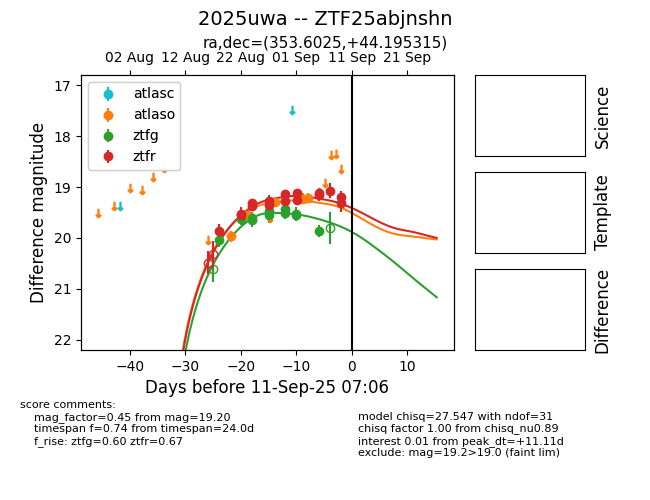 2025uwa -- ZTF25abjnshn
ra,dec=(353.6025,+44.195315)
02 Aug 12 Aug 22 Aug 01 Sep 11 Sep 21 Sep
17
18
19
20
21
22
Difference magnitude
atlasc
atlaso
ztfg
ztfr
−40 −30 −20 −10 0 10
Days before 11-Sep-25 07:06
Science
Template
Difference
score comments:
mag_factor=0.45 from mag=19.20
timespan f=0.74 from timespan=24.0d
f_rise: ztfg=0.60 ztfr=0.67
model chisq=27.547 with ndof=31
chisq factor 1.00 from chisq_nu0.89
interest 0.01 from peak_dt=+11.11d
exclude: mag=19.2>19.0 (faint lim)